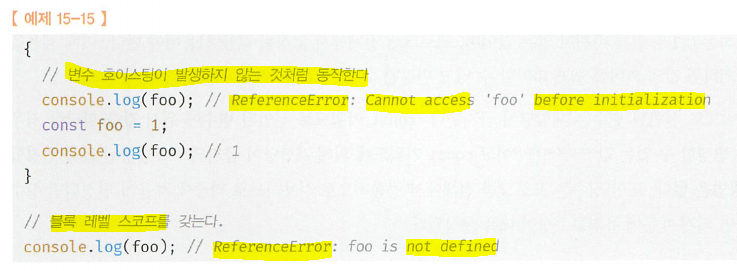 【 예제 15-15 】
{
// 변수 호이스팅이 발생하지 않는 것처럼 동작한다
console.log(foo); // ReferenceError: Cannot access 'foo' before initialization
const foo = 1;
console.log(foo); // 1
}
// 블록 레벨 스코프를 갖는다.
console.log(foo); // ReferenceError: foo is not defined